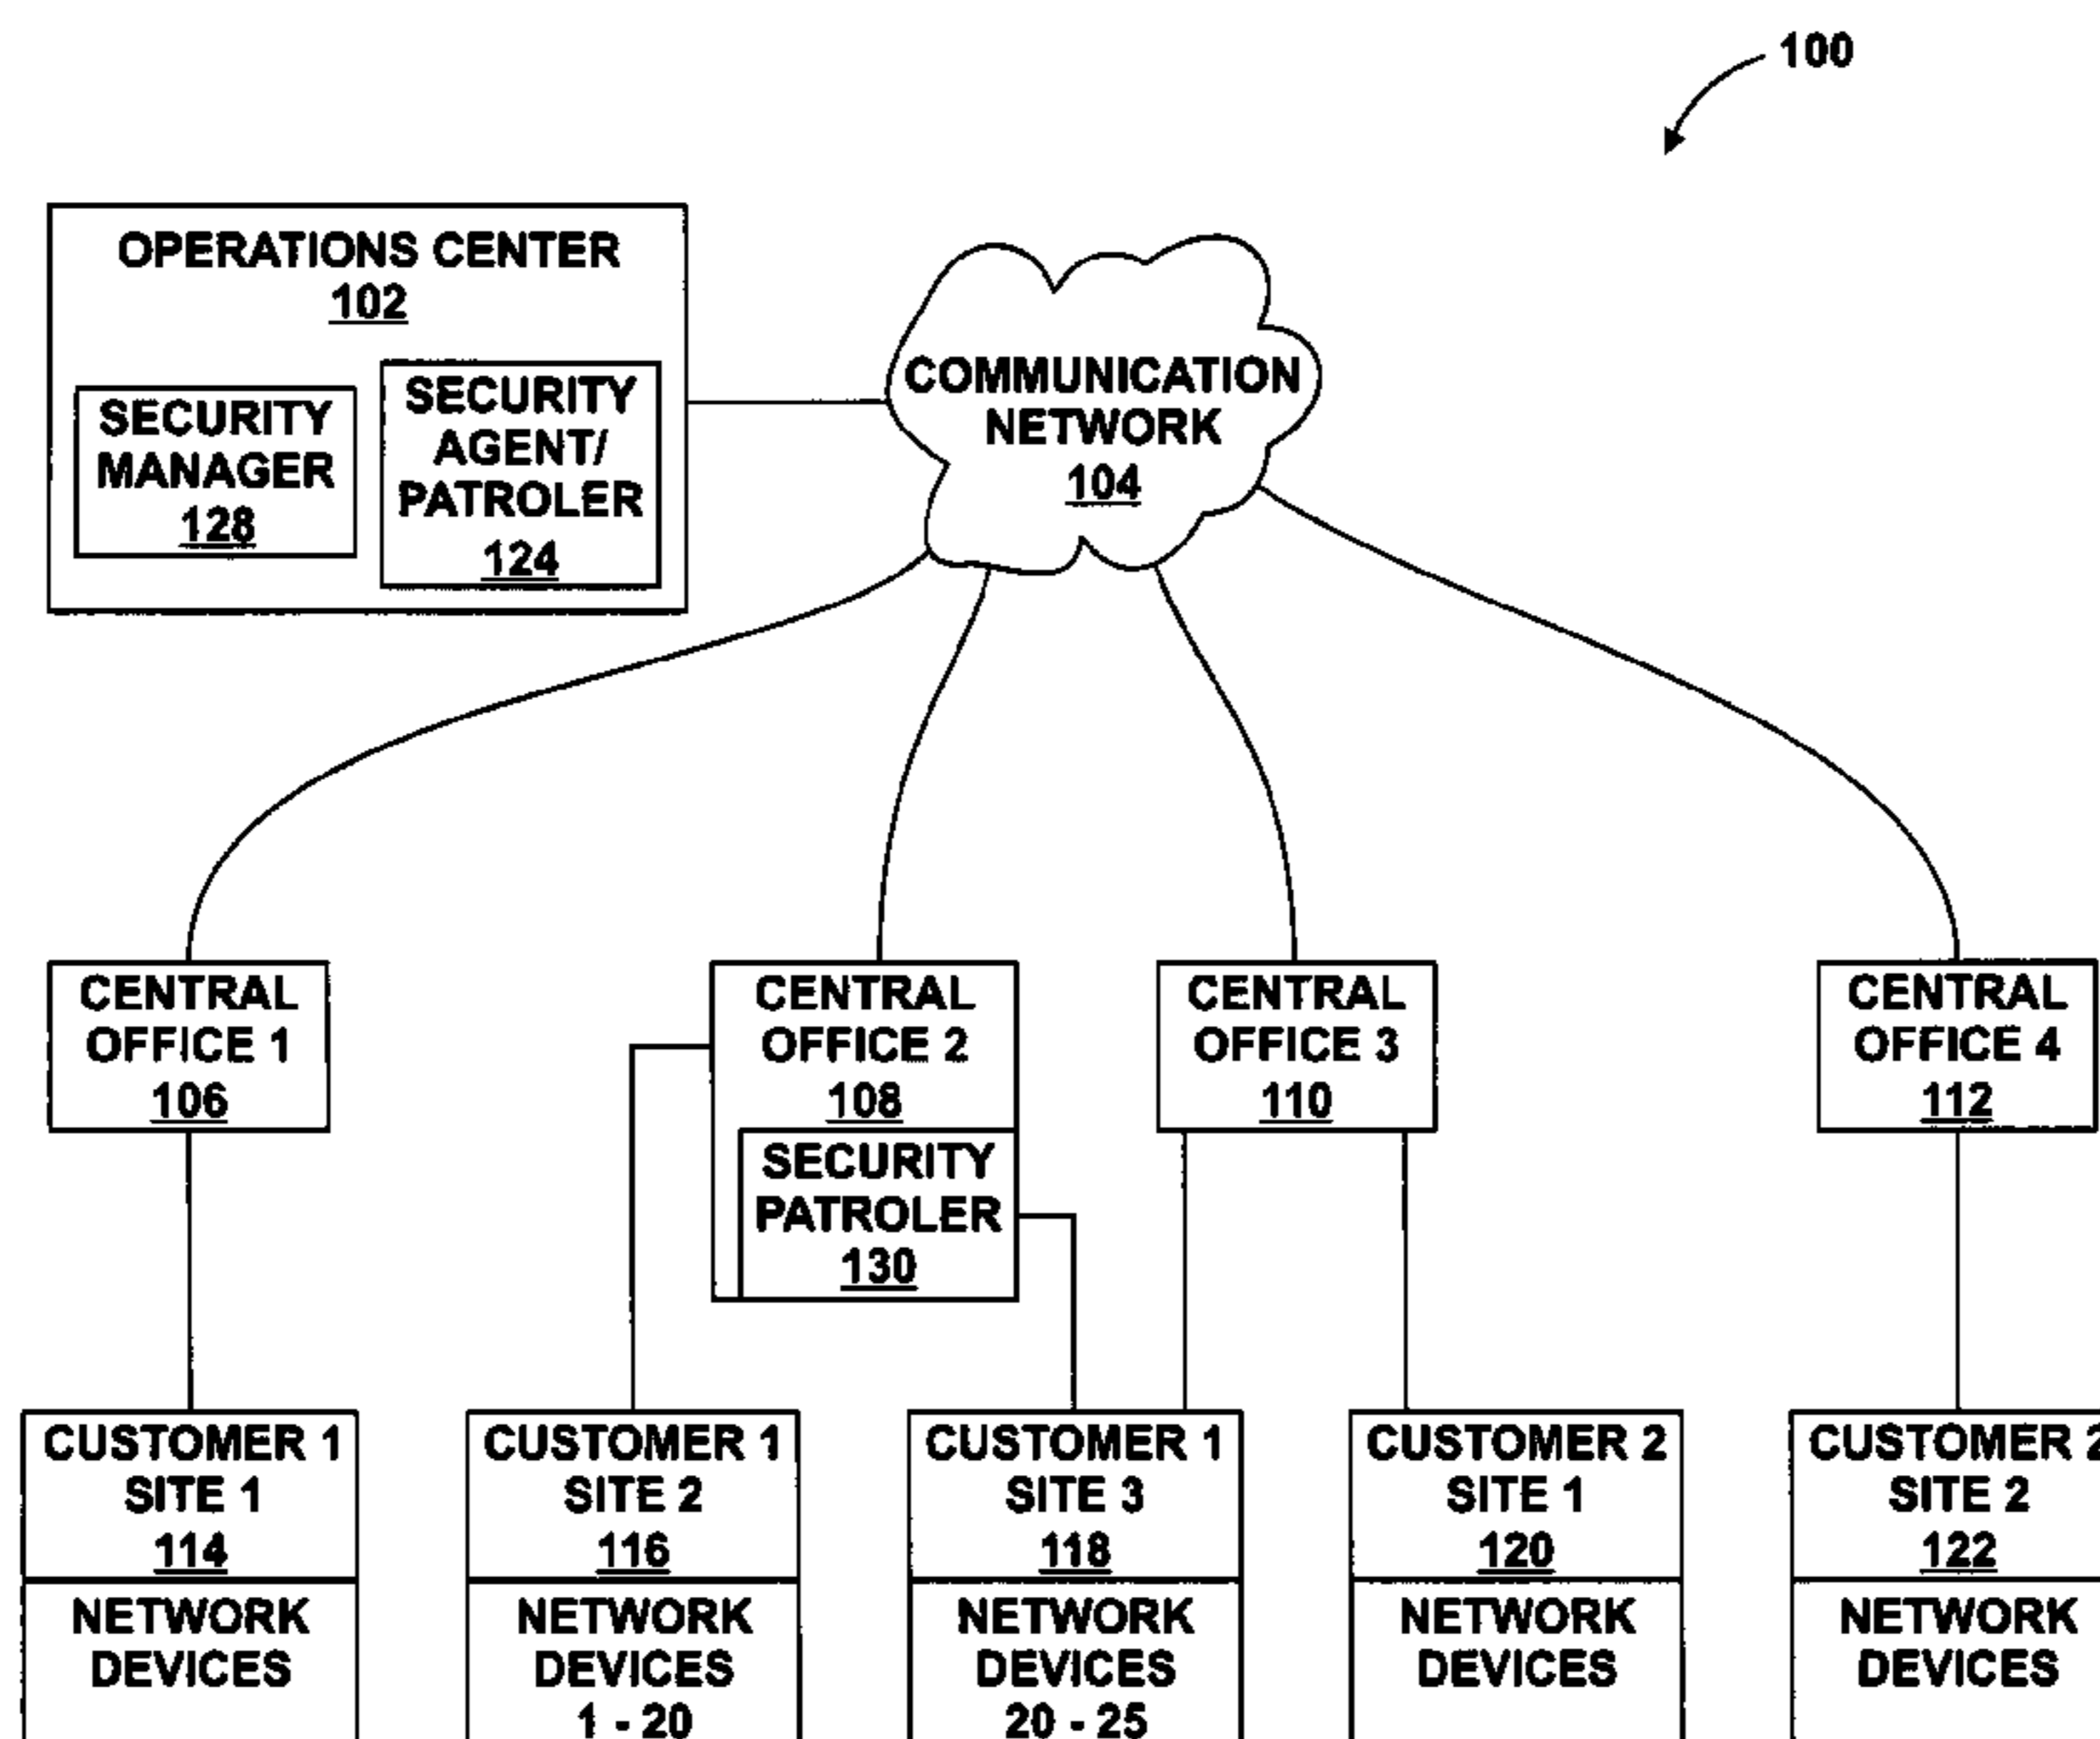 100
OPERATIONS CENTER
102
SECURITY
MANAGER
128
SECURITY
AGENT/
PATROLER
124
COMMUNICATION
NETWORK
104
CENTRAL
OFFICE 1
106
CENTRAL
OFFICE 2
108
SECURITY
PATROLER
130
CENTRAL
OFFICE 3
110
CENTRAL
OFFICE 4
112
CUSTOMER 1
SITE 1
114
NETWORK
DEVICES
CUSTOMER 1
SITE 2
116
NETWORK
DEVICES
1 - 20
CUSTOMER 1
SITE 3
118
NETWORK
DEVICES
20 - 25
CUSTOMER 2
SITE 1
120
NETWORK
DEVICES
CUSTOMER 2
SITE 2
122
NETWORK
DEVICES